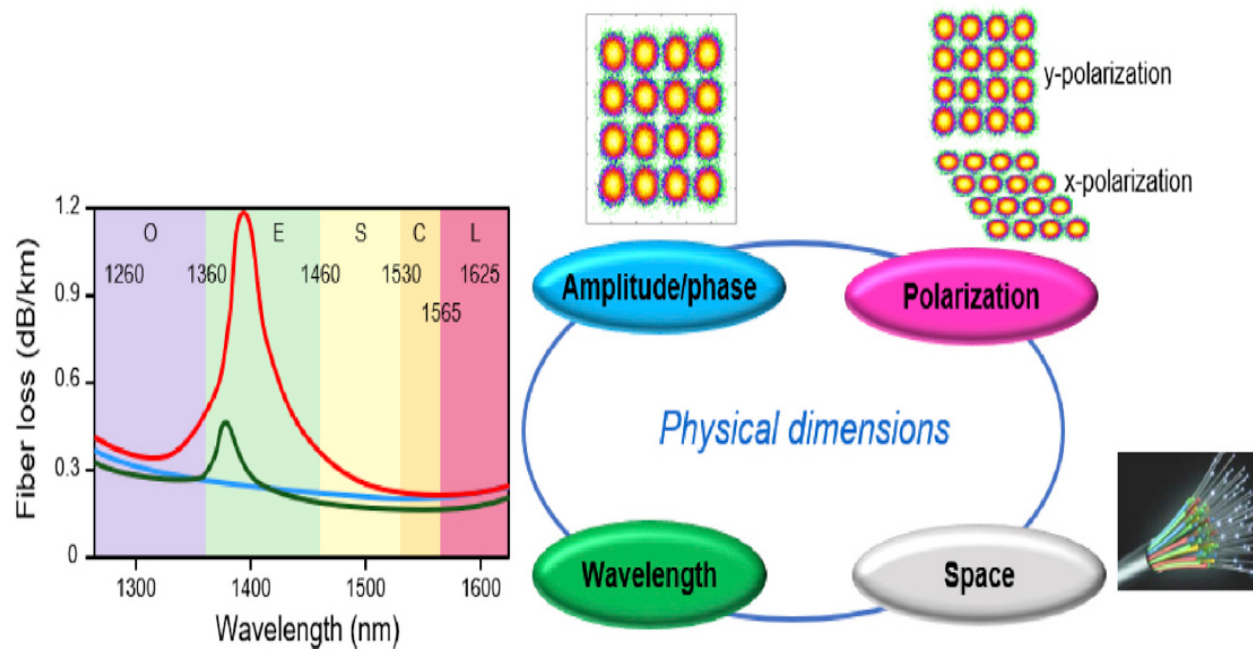 y-polarization
x-polarization
1.2
0.9
0.6
0.3
0
Fiber loss (dB/km)
O E S C L
1260 1360 1460 1530 1625
1565
1300 1400 1500 1600
Wavelength (nm)
Amplitude/phase
Polarization
Physical dimensions
Wavelength
Space